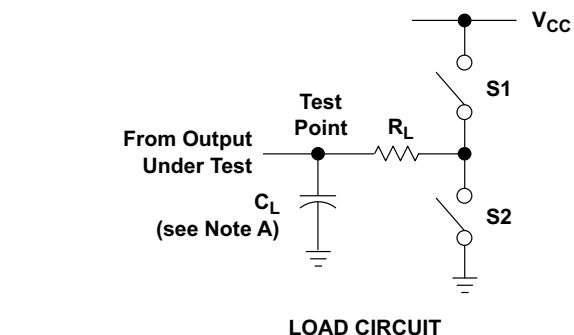 VCC
S1
Test
Point
RL
From Output
Under Test
CL
(see Note A)
S2
LOAD CIRCUIT